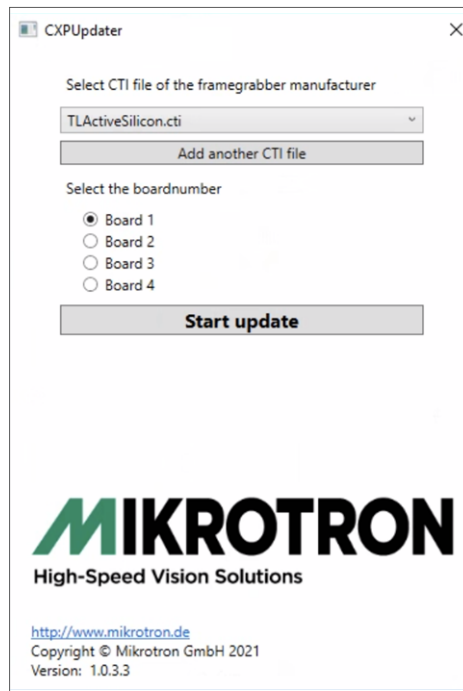 CXPUpdater
Select CTI file of the framegrabber manufacturer
TLActiveSilicon.cti
Add another CTI file
Select the boardnumber
Board 1
Board 2
Board 3
Board 4
Start update
MIKROTRON
High-Speed Vision Solutions
http://www.mikrotron.de
Copyright © Mikrotron GmbH 2021
Version: 1.0.3.3